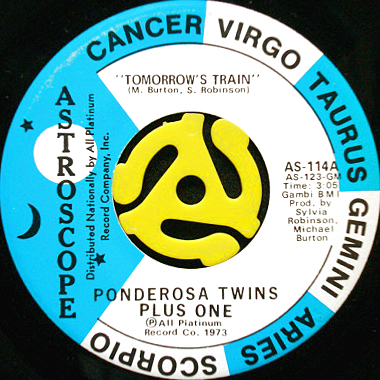 CANCER VIRGO TAURUS GEMINI ARIES SCORPIO
"TOMORROW'S TRAIN"
(M. Burton, S. Robinson)
ASTROSCOPE
Distributed Nationally by All Platinum
Record Company, Inc.
AS-114A
AS-123-GM
Time: 3:05
Gambi BMI
Prod. by
Sylvia
Robinson,
Michael
Burton
PONDEROSA TWINS
PLUS ONE
Ⓟ All Platinum
Record Co. 1973